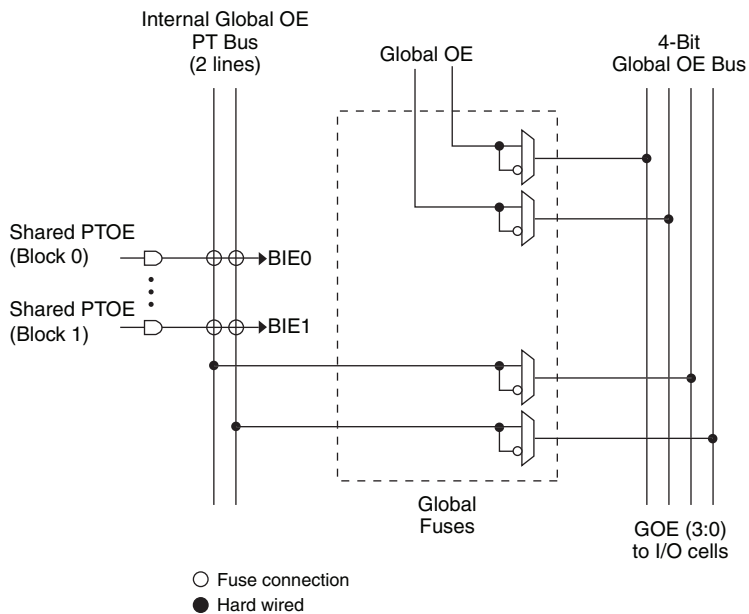 Internal Global OE
PT Bus
(2 lines)
Global OE
4-Bit
Global OE Bus
Shared PTOE
(Block 0)
BIE0
Shared PTOE
(Block 1)
BIE1
Global
Fuses
GOE (3:0)
to I/O cells
Fuse connection
Hard wired